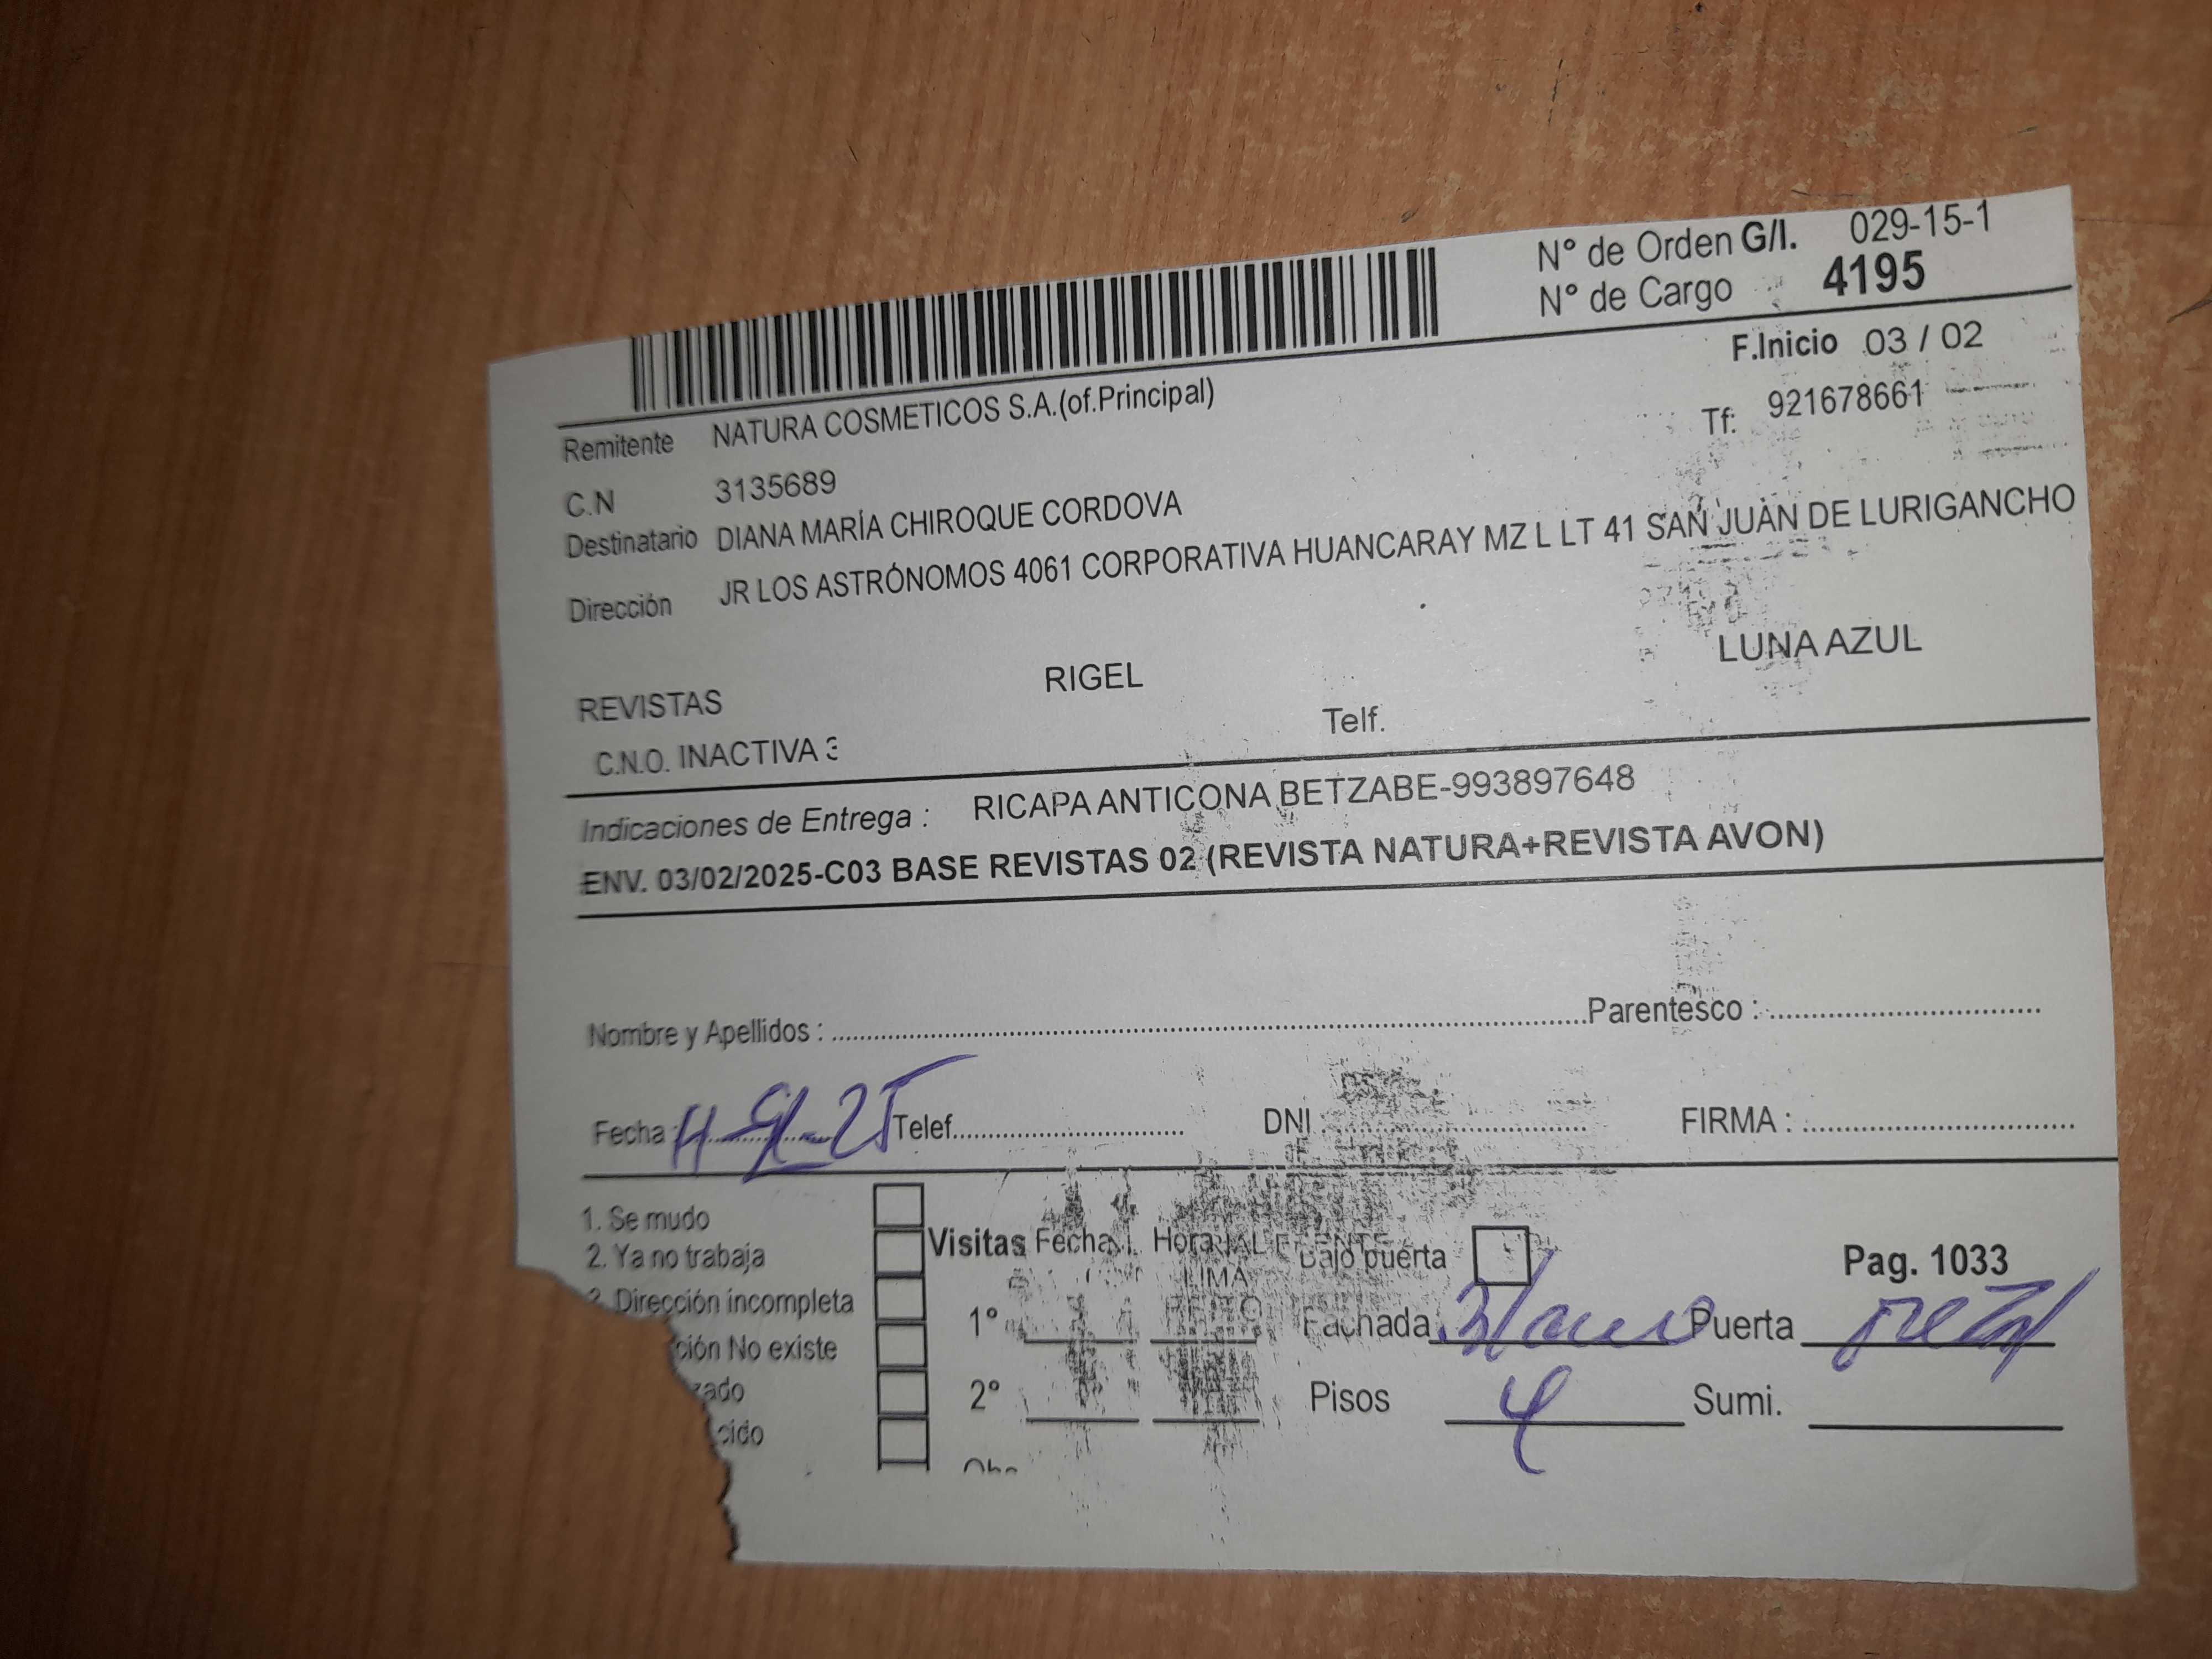 N° de Orden G/I. 029-15-1
N° de Cargo 4195
F.Inicio 03 / 02
Remitente NATURA COSMETICOS S.A.(of.Principal)
Tf: 921678661
C.N 3135689
Destinatario DIANA MARÍA CHIROQUE CORDOVA
Dirección JR LOS ASTRÓNOMOS 4061 CORPORATIVA HUANCARAY MZ L LT 41 SAN JUAN DE LURIGANCHO
REVISTAS RIGEL LUNA AZUL
C.N.O. INACTIVA 3 Telf.
Indicaciones de Entrega : RICAPA ANTICONA BETZABE-993897648
ENV. 03/02/2025-C03 BASE REVISTAS 02 (REVISTA NATURA+REVISTA AVON)
Nombre y Apellidos : Parentesco :
Fecha Telef. DNI : FIRMA :
1. Se mudo
2. Ya no trabaja
3. Dirección incompleta
ción No existe
zado
cido
Visitas Fecha Hora Bajo puerta Pag. 1033
1° Fachada Puerta
2° Pisos 4 Sumi.